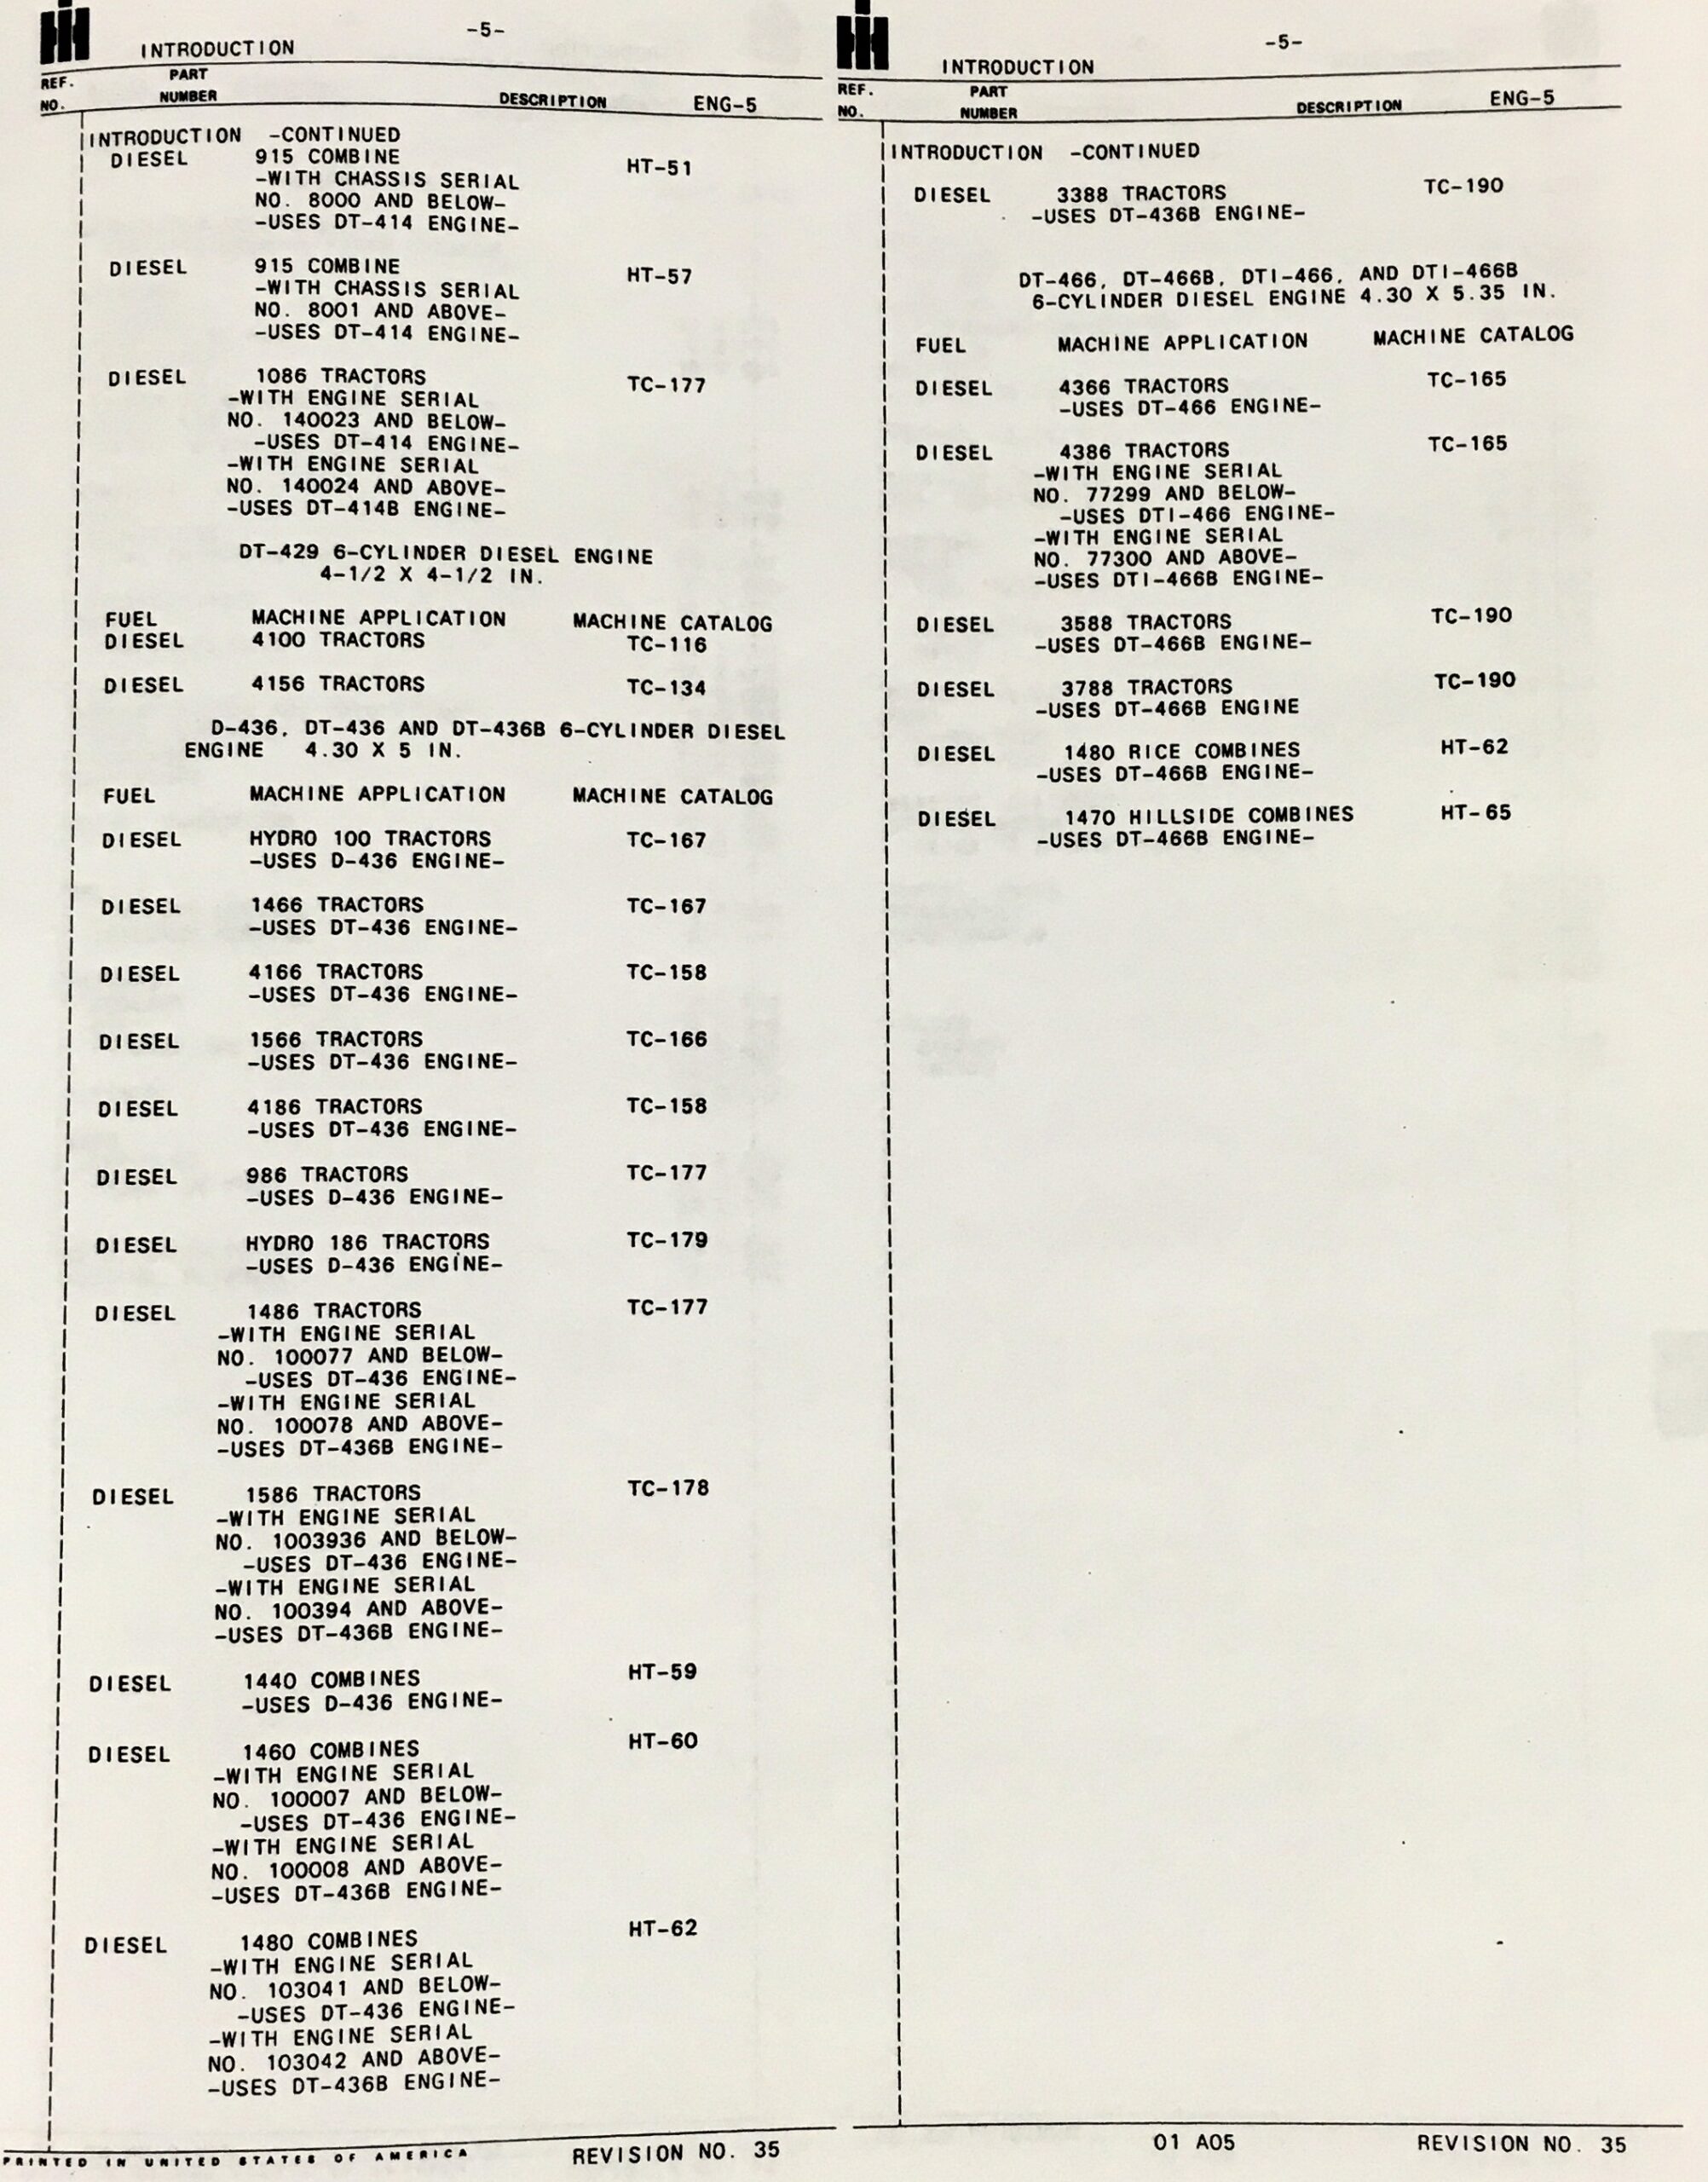 -5-
INTRODUCTION
REF. NO. PART NUMBER DESCRIPTION ENG-5
INTRODUCTION -CONTINUED
DIESEL 915 COMBINE HT-51
-WITH CHASSIS SERIAL
NO. 8000 AND BELOW-
-USES DT-414 ENGINE-
DIESEL 915 COMBINE HT-57
-WITH CHASSIS SERIAL
NO. 8001 AND ABOVE-
-USES DT-414 ENGINE-
DIESEL 1086 TRACTORS TC-177
-WITH ENGINE SERIAL
NO. 140023 AND BELOW-
-USES DT-414 ENGINE-
-WITH ENGINE SERIAL
NO. 140024 AND ABOVE-
-USES DT-414B ENGINE-
DT-429 6-CYLINDER DIESEL ENGINE
4-1/2 X 4-1/2 IN.
FUEL MACHINE APPLICATION MACHINE CATALOG
DIESEL 4100 TRACTORS TC-116
DIESEL 4156 TRACTORS TC-134
D-436, DT-436 AND DT-436B 6-CYLINDER DIESEL
ENGINE 4.30 X 5 IN.
FUEL MACHINE APPLICATION MACHINE CATALOG
DIESEL HYDRO 100 TRACTORS TC-167
-USES D-436 ENGINE-
DIESEL 1466 TRACTORS TC-167
-USES DT-436 ENGINE-
DIESEL 4166 TRACTORS TC-158
-USES DT-436 ENGINE-
DIESEL 1566 TRACTORS TC-166
-USES DT-436 ENGINE-
DIESEL 4186 TRACTORS TC-158
-USES DT-436 ENGINE-
DIESEL 986 TRACTORS TC-177
-USES D-436 ENGINE-
DIESEL HYDRO 186 TRACTORS TC-179
-USES D-436 ENGINE-
DIESEL 1486 TRACTORS TC-177
-WITH ENGINE SERIAL
NO. 100077 AND BELOW-
-USES DT-436 ENGINE-
-WITH ENGINE SERIAL
NO. 100078 AND ABOVE-
-USES DT-436B ENGINE-
DIESEL 1586 TRACTORS TC-178
-WITH ENGINE SERIAL
NO. 1003936 AND BELOW-
-USES DT-436 ENGINE-
-WITH ENGINE SERIAL
NO. 100394 AND ABOVE-
-USES DT-436B ENGINE-
DIESEL 1440 COMBINES HT-59
-USES D-436 ENGINE-
DIESEL 1460 COMBINES HT-60
-WITH ENGINE SERIAL
NO. 100007 AND BELOW-
-USES DT-436 ENGINE-
-WITH ENGINE SERIAL
NO. 100008 AND ABOVE-
-USES DT-436B ENGINE-
DIESEL 1480 COMBINES HT-62
-WITH ENGINE SERIAL
NO. 103041 AND BELOW-
-USES DT-436 ENGINE-
-WITH ENGINE SERIAL
NO. 103042 AND ABOVE-
-USES DT-436B ENGINE-
PRINTED IN UNITED STATES OF AMERICA REVISION NO. 35
-5-
INTRODUCTION
REF. NO. PART NUMBER DESCRIPTION ENG-5
INTRODUCTION -CONTINUED
DIESEL 3388 TRACTORS TC-190
-USES DT-436B ENGINE-
DT-466, DT-466B, DTI-466, AND DTI-466B
6-CYLINDER DIESEL ENGINE 4.30 X 5.35 IN.
FUEL MACHINE APPLICATION MACHINE CATALOG
DIESEL 4366 TRACTORS TC-165
-USES DT-466 ENGINE-
DIESEL 4386 TRACTORS TC-165
-WITH ENGINE SERIAL
NO. 77299 AND BELOW-
-USES DTI-466 ENGINE-
-WITH ENGINE SERIAL
NO. 77300 AND ABOVE-
-USES DTI-466B ENGINE-
DIESEL 3588 TRACTORS TC-190
-USES DT-466B ENGINE-
DIESEL 3788 TRACTORS TC-190
-USES DT-466B ENGINE
DIESEL 1480 RICE COMBINES HT-62
-USES DT-466B ENGINE-
DIESEL 1470 HILLSIDE COMBINES HT-65
-USES DT-466B ENGINE-
01 A05 REVISION NO. 35